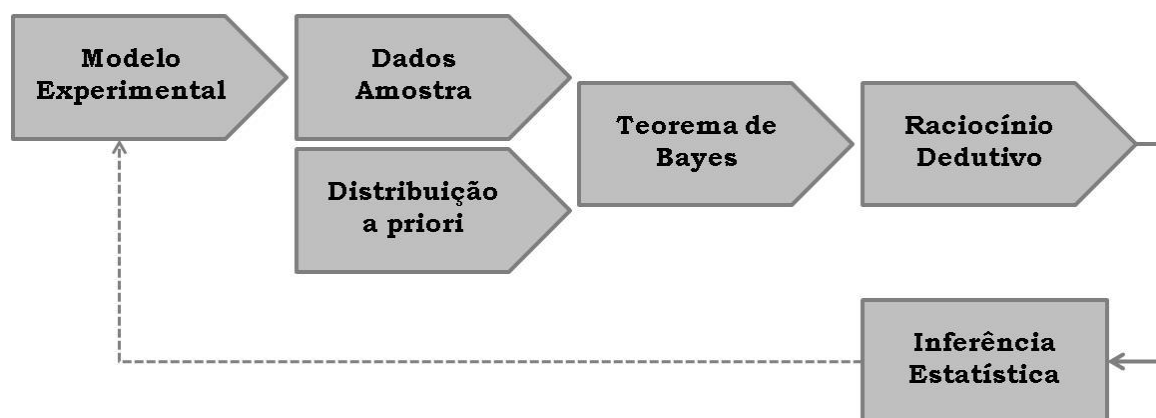 Modelo
Experimental
Dados
Amostra
Distribuição
a priori
Teorema de
Bayes
Raciocínio
Dedutivo
Inferência
Estatística